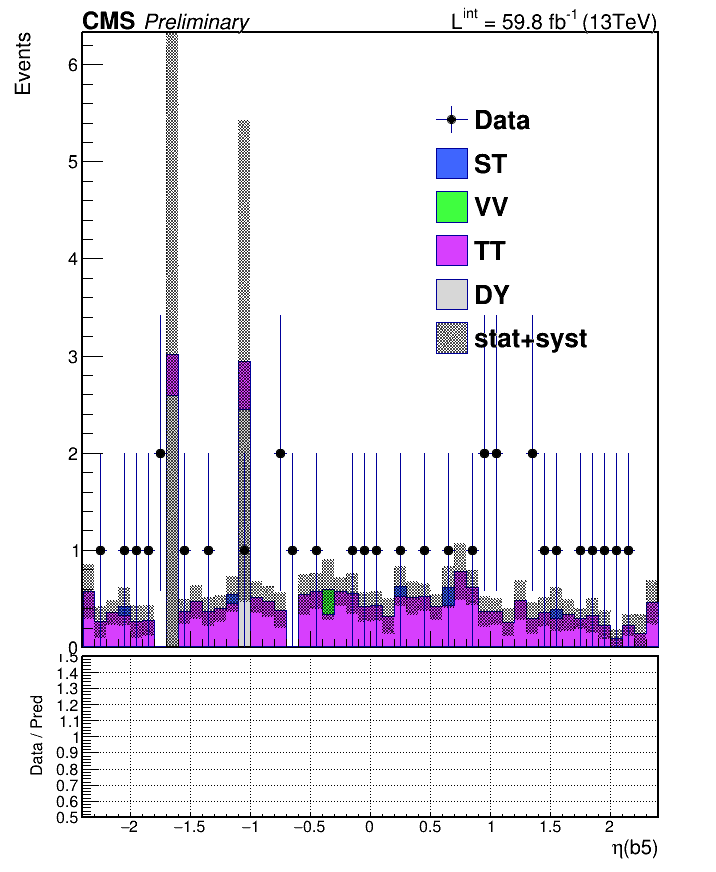 CMS Preliminary L^int = 59.8 fb^-1 (13TeV)
Events
6
5
4
3
2
1
0
Data
ST
VV
TT
DY
stat+syst
Data / Pred
1.5
1.4
1.3
1.2
1.1
1
0.9
0.8
0.7
0.6
0.5
−2 −1.5 −1 −0.5 0 0.5 1 1.5 2
η(b5)